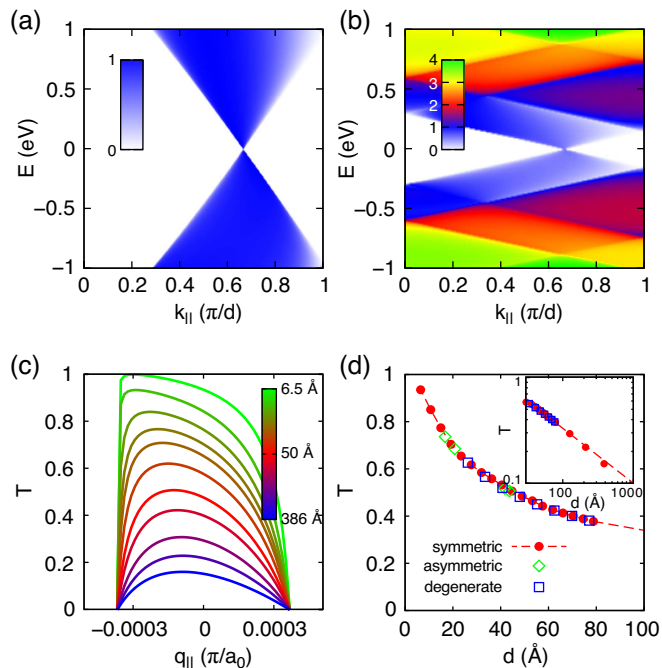 (a)
1
0.5
0
−0.5
−1
E (eV)
1
0
0 0.2 0.4 0.6 0.8 1
k|| (π/d)
(b)
1
0.5
0
−0.5
−1
E (eV)
4
3
2
1
0
0.0 0.2 0.4 0.6 0.8 1
k|| (π/d)
(c)
1
0.8
0.6
0.4
0.2
0
T
6.5 Å
50 Å
386 Å
−0.0003 0 0.0003
q|| (π/a0)
(d)
1
0.8
0.6
0.4
0.2
0
T
1
T
0.1
100 1000
d (Å)
symmetric
asymmetric
degenerate
0 20 40 60 80 100
d (Å)